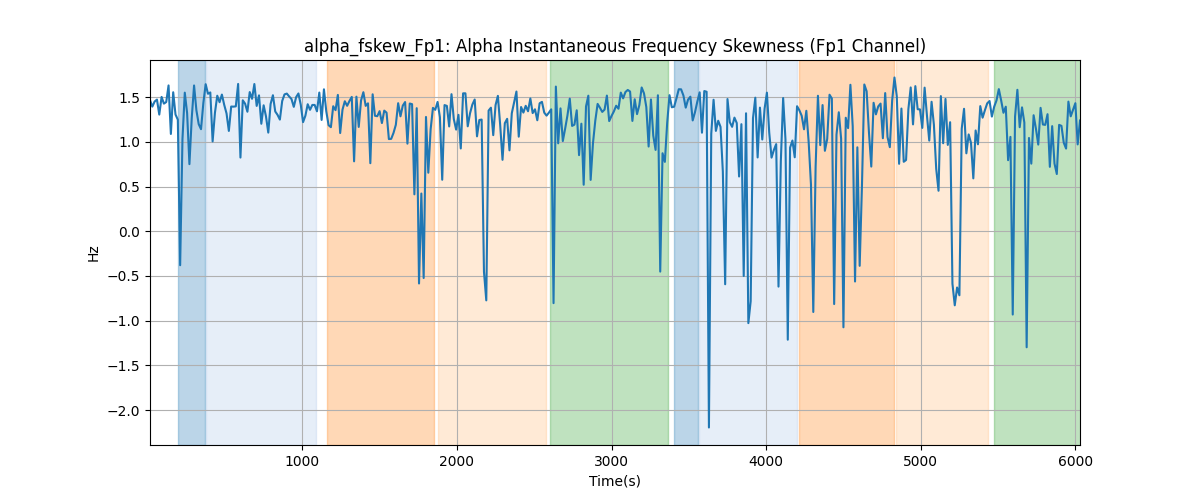 alpha_fskew_Fp1: Alpha Instantaneous Frequency Skewness (Fp1 Channel)
1.5
1.0
0.5
0.0
−0.5
−1.0
−1.5
−2.0
Hz
1000 2000 3000 4000 5000 6000
Time(s)